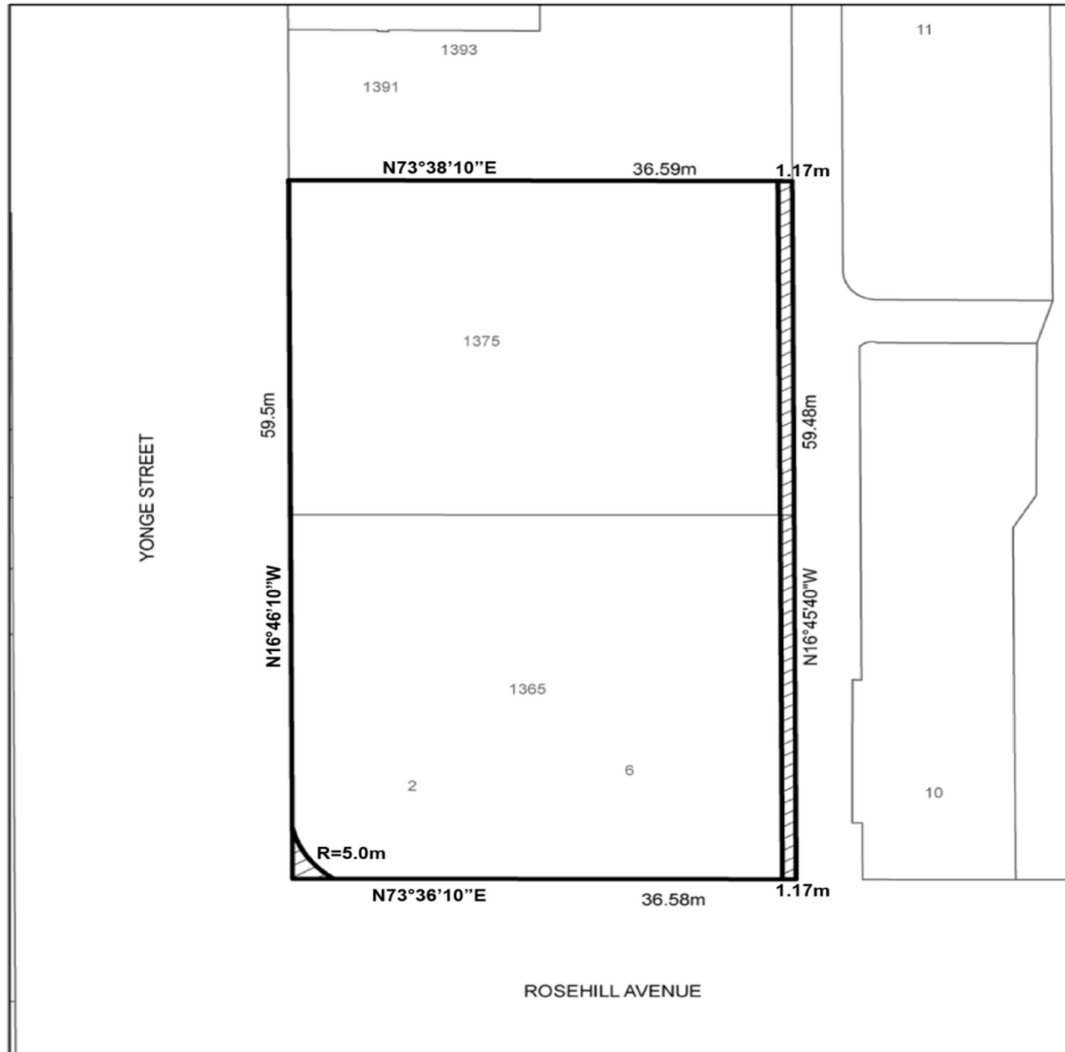 11
1393
1391
N73°38’10”E
36.59m
1.17m
1375
59.5m
59.48m
YONGE STREET
N16°46’10”W
N16°45’40"W
1365
6
2
10
R=5.0m
N73°36’10”E
36.58m
1.17m
ROSEHILL AVENUE